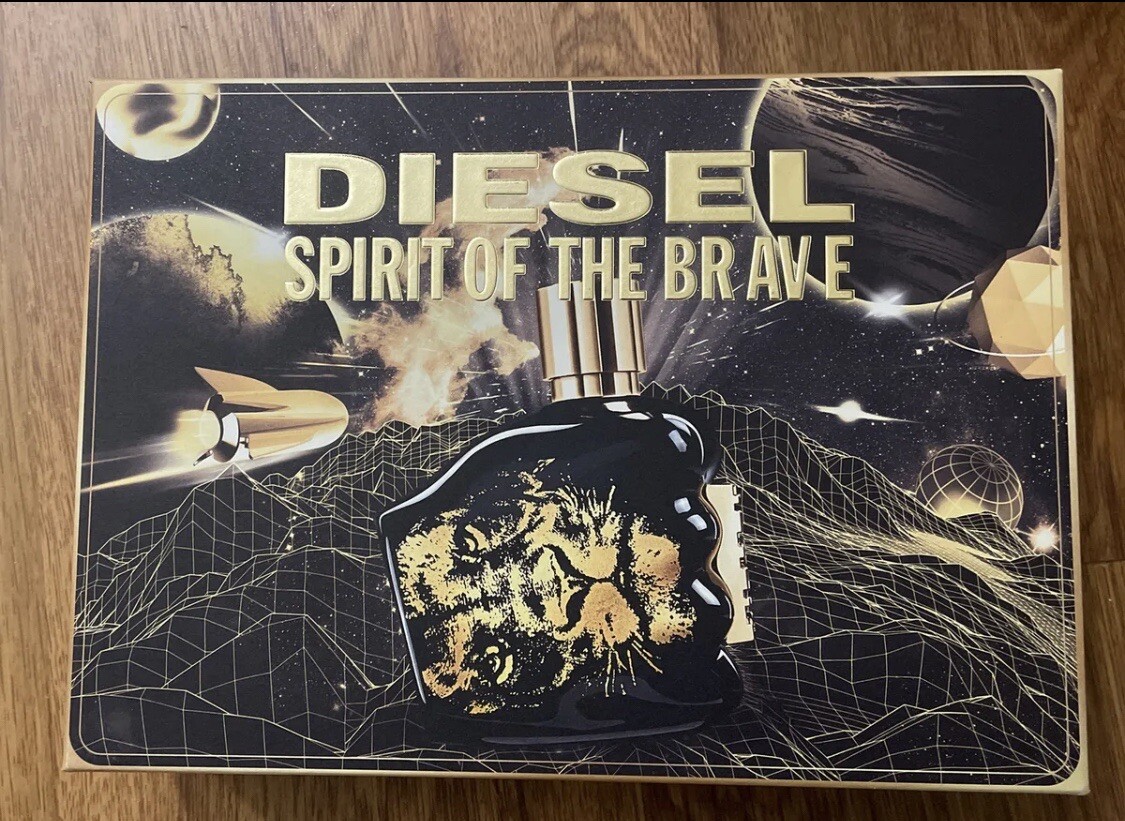 DIESEL
SPIRIT OF THE BRAVE